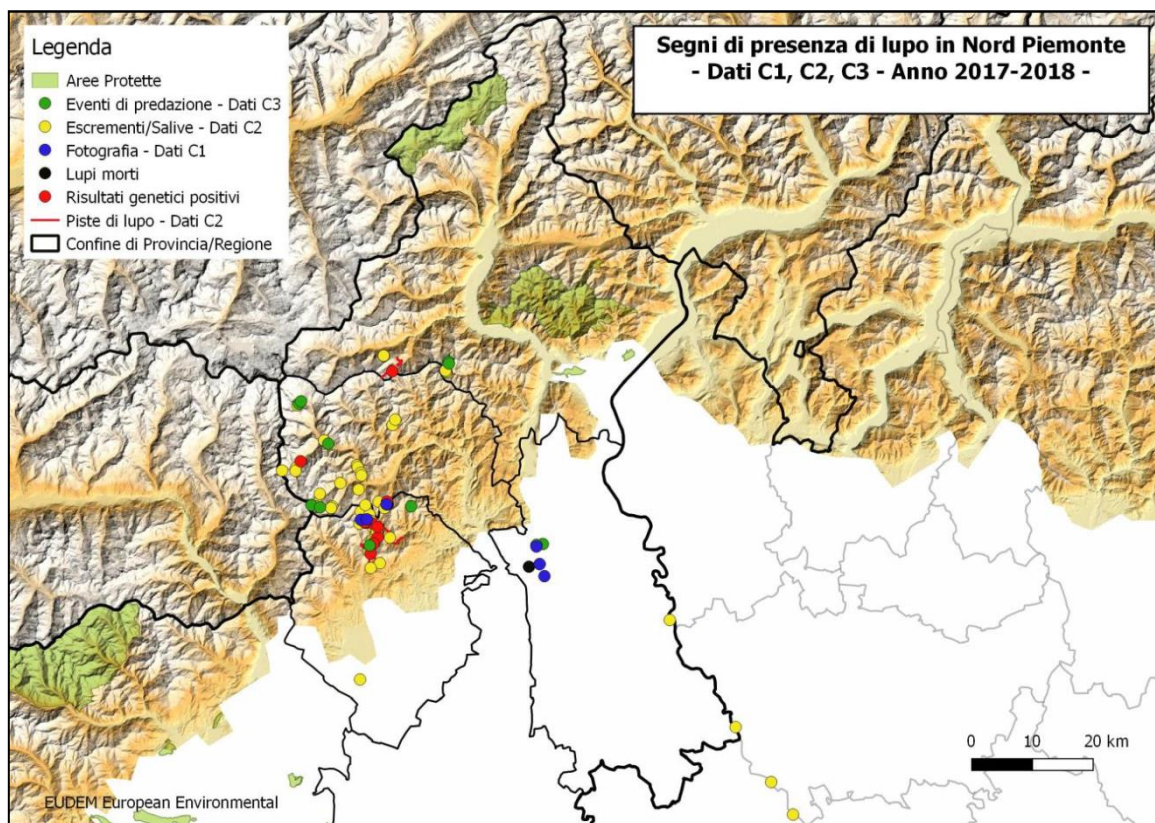 Legenda
Aree Protette
Eventi di predazione - Dati C3
Escrementi/Salive - Dati C2
Fotografia - Dati C1
Lupi morti
Risultati genetici positivi
Piste di lupo - Dati C2
Confine di Provincia/Regione
Segni di presenza di lupo in Nord Piemonte
- Dati C1, C2, C3 - Anno 2017-2018 -
0 10 20 km
EUDEM European Environmental